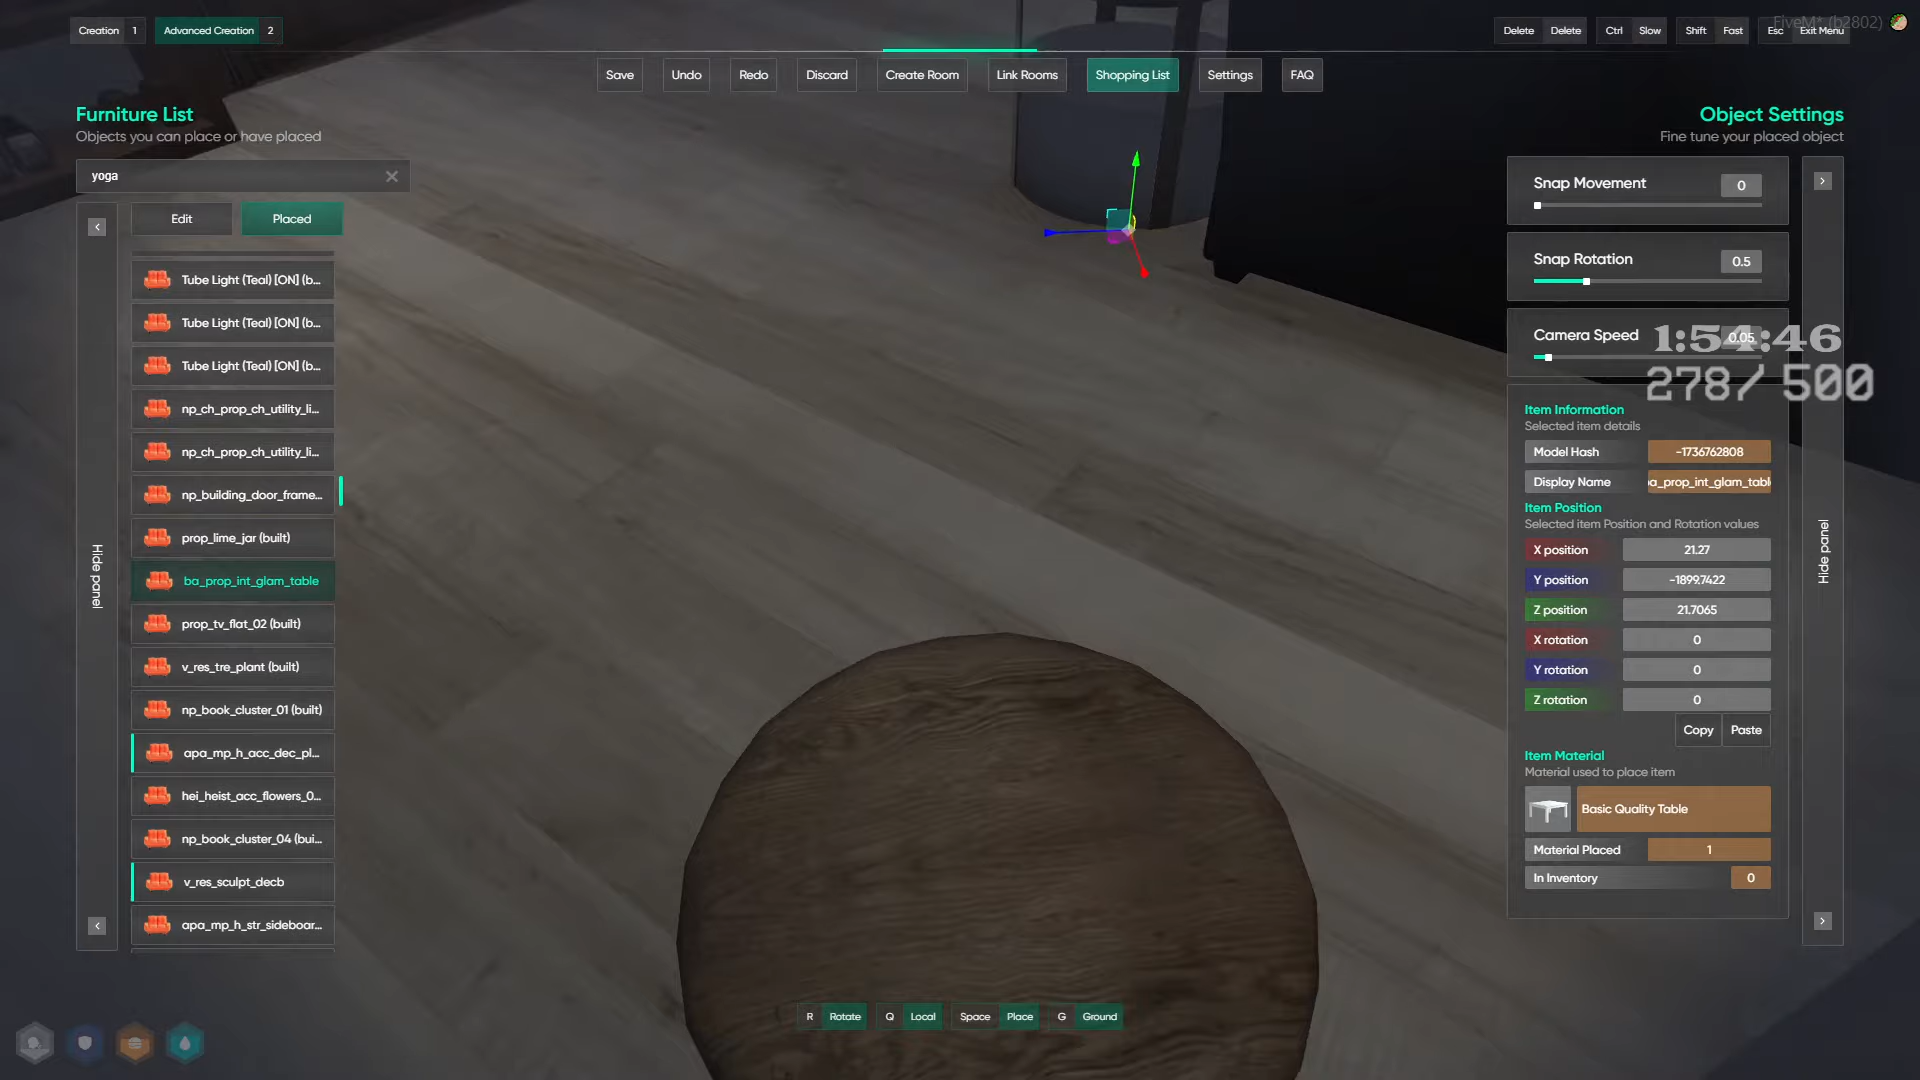 Creation 1
Advanced Creation 2
Delete Delete
Ctrl Slow
Shift Fast
Esc Exit Menu
FiveM* (b2802)
Save
Undo
Redo
Discard
Create Room
Link Rooms
Shopping List
Settings
FAQ
Furniture List
Objects you can place or have placed
yoga
Edit
Placed
Hide panel
Tube Light (Teal) [ON] (b...
Tube Light (Teal) [ON] (b...
Tube Light (Teal) [ON] (b...
np_ch_prop_ch_utility_li...
np_ch_prop_ch_utility_li...
np_building_door_frame...
prop_lime_jar (built)
ba_prop_int_glam_table
prop_tv_flat_02 (built)
v_res_tre_plant (built)
np_book_cluster_01 (built)
apa_mp_h_acc_dec_pl...
hei_heist_acc_flowers_0...
np_book_cluster_04 (bui...
v_res_sculpt_decb
apa_mp_h_str_sideboar...
R Rotate
Q Local
Space Place
G Ground
Object Settings
Fine tune your placed object
Snap Movement 0
Snap Rotation 0.5
Camera Speed 0.05
1:54:46
278/500
Item Information
Selected item details
Model Hash -1736762808
Display Name ba_prop_int_glam_tabl
Item Position
Selected item Position and Rotation values
X position 21.27
Y position -1899.7422
Z position 21.7065
X rotation 0
Y rotation 0
Z rotation 0
Copy Paste
Item Material
Material used to place item
Basic Quality Table
Material Placed 1
In Inventory 0
Hide panel